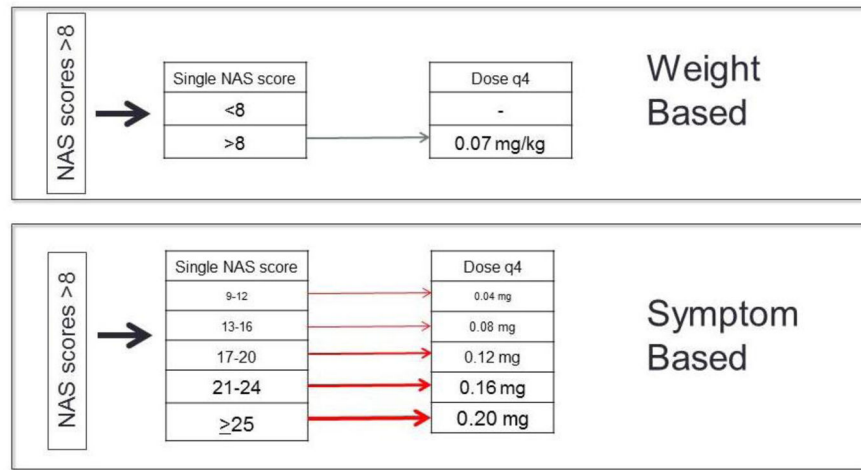 NAS scores >8
Single NAS score
Dose q4
<8
-
>8
0.07 mg/kg
Weight
Based
NAS scores >8
Single NAS score
Dose q4
9-12
0.04 mg
13-16
0.08 mg
17-20
0.12 mg
21-24
0.16 mg
≥25
0.20 mg
Symptom
Based